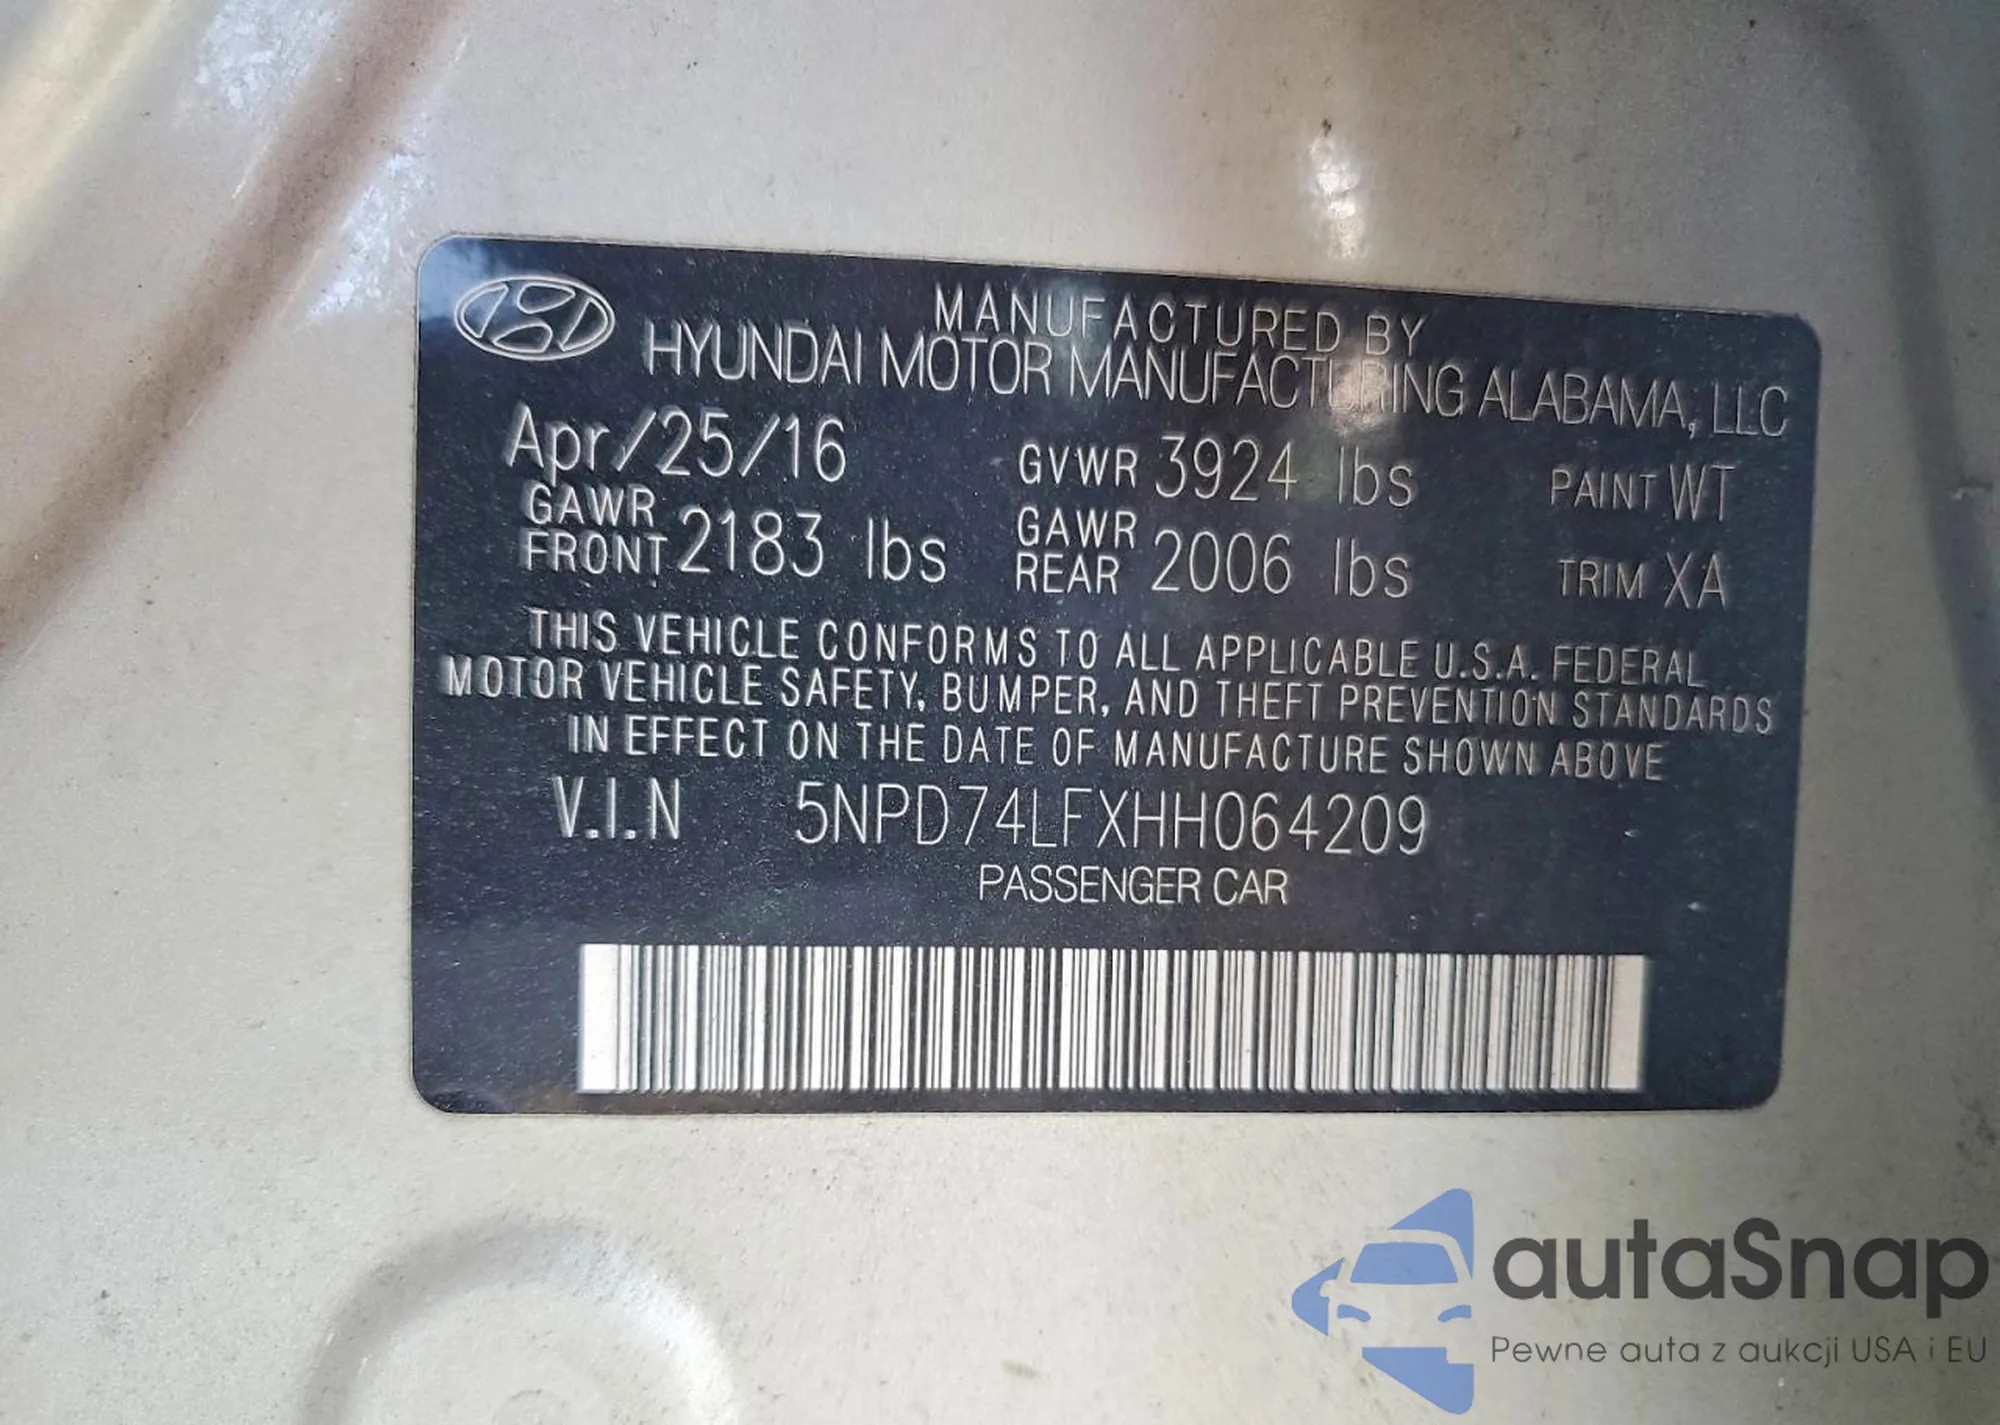 MANUFACTURED BY
HYUNDAI MOTOR MANUFACTURING ALABAMA, LLC
Apr/25/16 GVWR 3924 lbs PAINT WT
GAWR FRONT 2183 lbs GAWR REAR 2006 lbs TRIM XA
THIS VEHICLE CONFORMS TO ALL APPLICABLE U.S.A. FEDERAL
MOTOR VEHICLE SAFETY, BUMPER, AND THEFT PREVENTION STANDARDS
IN EFFECT ON THE DATE OF MANUFACTURE SHOWN ABOVE
V.I.N 5NPD74LFXHH064209
PASSENGER CAR
autaSnap
Pewne auta z aukcji USA i EU